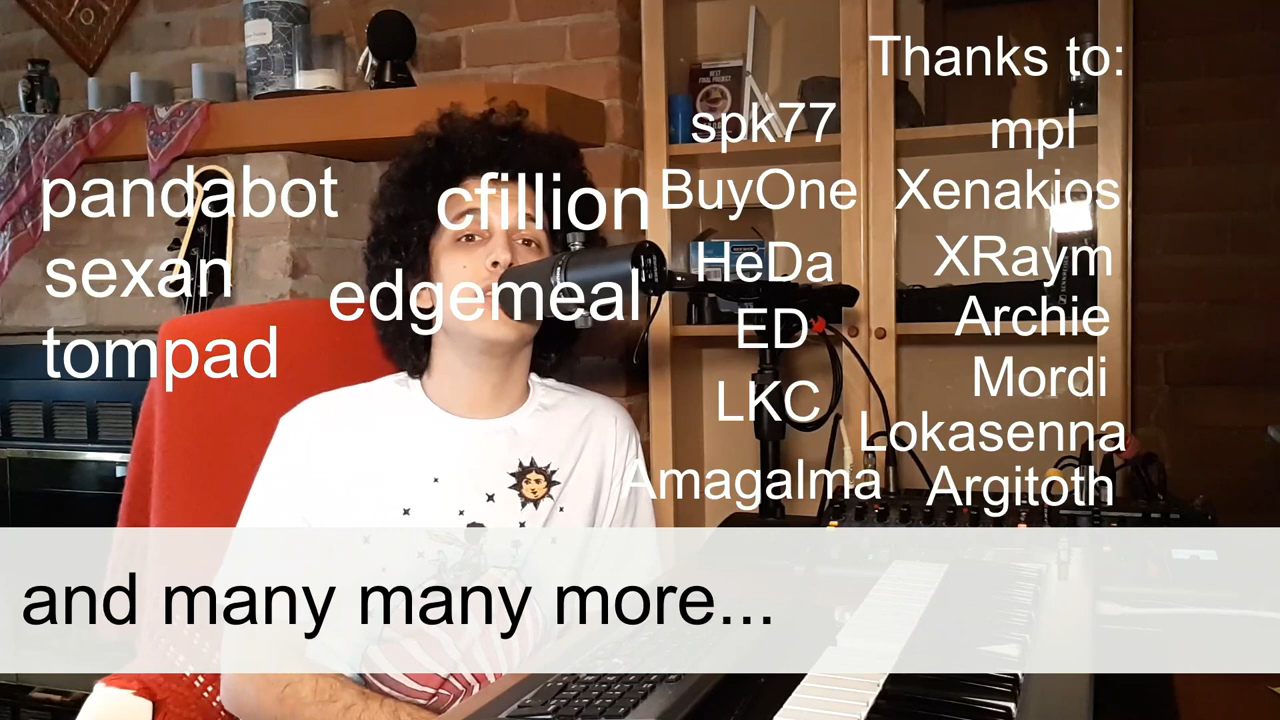 Thanks to:
mpl
Xenakios
XRaym
Archie
Mordi
Lokasenna
Argitoth
spk77
BuyOne
HeDa
ED
LKC
Amagalma
cfillion
edgemeal
pandabot
sexan
tompad
and many many more...